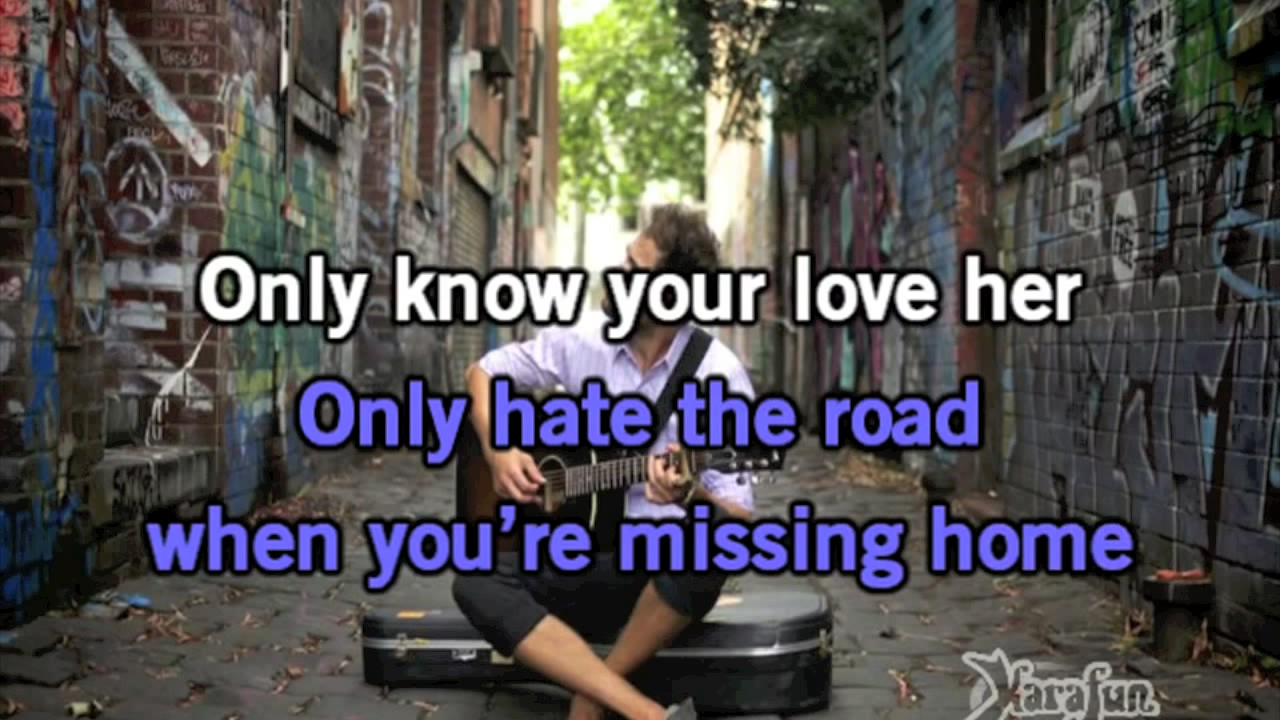 Only know your love her
Only hate the road
when you're missing home
Karafun